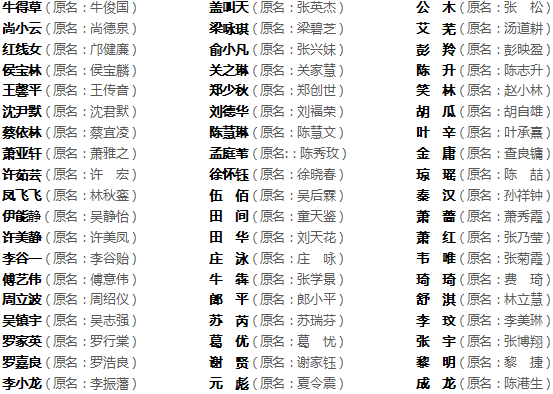 牛得草（原名：牛俊国） 盖叫天（原名：张英杰） 公　木（原名：张　松）
尚小云（原名：尚德泉） 梁咏琪（原名：梁碧芝） 艾　芜（原名：汤道耕）
红线女（原名：邝健廉） 俞小凡（原名：张兴妹） 彭　羚（原名：彭映盈）
侯宝林（原名：侯宝麟） 关之琳（原名：关家慧） 陈　升（原名：陈志升）
王馨平（原名：王传音） 郑少秋（原名：郑创世） 笑　林（原名：赵小林）
沈尹默（原名：沈君默） 刘德华（原名：刘福荣） 胡　瓜（原名：胡自雄）
蔡依林（原名：蔡宜凌） 陈慧琳（原名：陈慧文） 叶　辛（原名：叶承熹）
萧亚轩（原名：萧雅之） 孟庭苇（原名：: 陈秀玫） 金　庸（原名：查良镛）
许茹芸（原名：许　宏） 徐怀钰（原名：徐晓春） 琼　瑶（原名：陈　喆）
凤飞飞（原名：林秋鸾） 伍　佰（原名：吴后霖） 秦　汉（原名：孙祥钟）
伊能静（原名：吴静怡） 田　间（原名：童天鉴） 萧　蔷（原名：萧秀霞）
许美静（原名：许美凤） 田　华（原名：刘天花） 萧　红（原名：张乃莹）
李谷一（原名：李谷贻） 庄　泳（原名：庄　咏） 韦　唯（原名：张菊霞）
傅艺伟（原名：傅意伟） 牛　犇（原名：张学景） 琦　琦（原名：费　琦）
周立波（原名：周绍仪） 郎　平（原名：郎小平） 舒　淇（原名：林立慧）
吴镇宇（原名：吴志强） 苏　芮（原名：苏瑞芬） 李　玟（原名：李美琳）
罗家英（原名：罗行棠） 葛　优（原名：葛　忧） 张　宇（原名：张博翔）
罗嘉良（原名：罗浩良） 谢　贤（原名：谢家钰） 黎　明（原名：黎　捷）
李小龙（原名：李振藩） 元　彪（原名：夏令震） 成　龙（原名：陈港生）